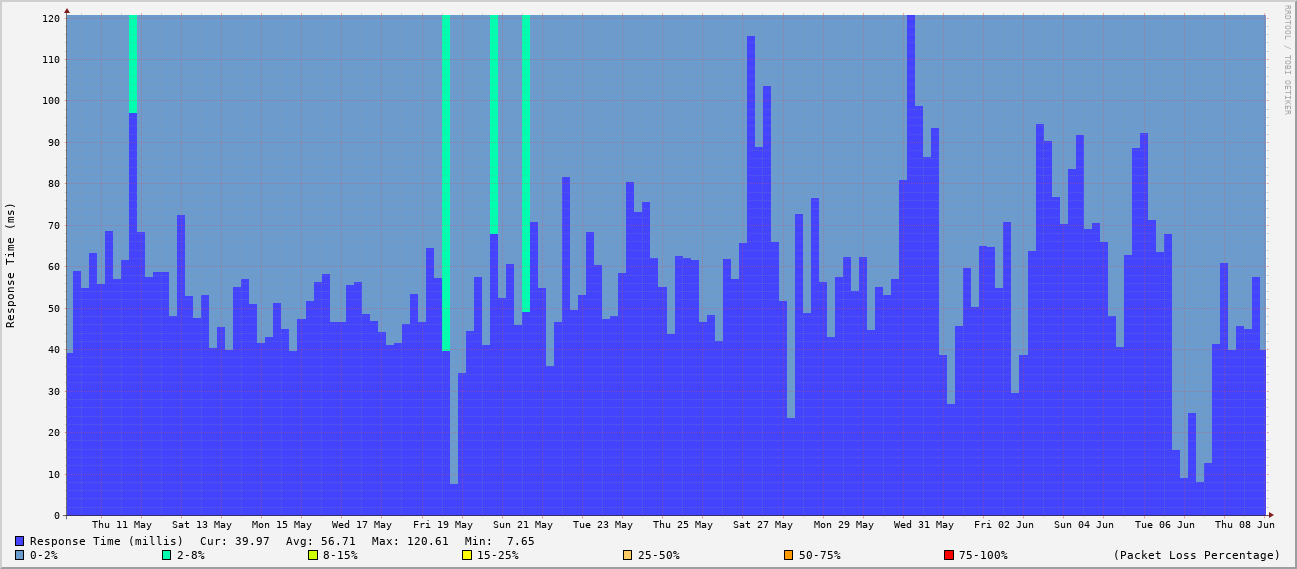 RRDTOOL / TOBI OETIKER
Response Time (ms)
120
110
100
90
80
70
60
50
40
30
20
10
0
Thu 11 May Sat 13 May Mon 15 May Wed 17 May Fri 19 May Sun 21 May Tue 23 May Thu 25 May Sat 27 May Mon 29 May Wed 31 May Fri 02 Jun Sun 04 Jun Tue 06 Jun Thu 08 Jun
Response Time (millis) Cur: 39.97 Avg: 56.71 Max: 120.61 Min: 7.65
0-2% 2-8% 8-15% 15-25% 25-50% 50-75% 75-100% (Packet Loss Percentage)